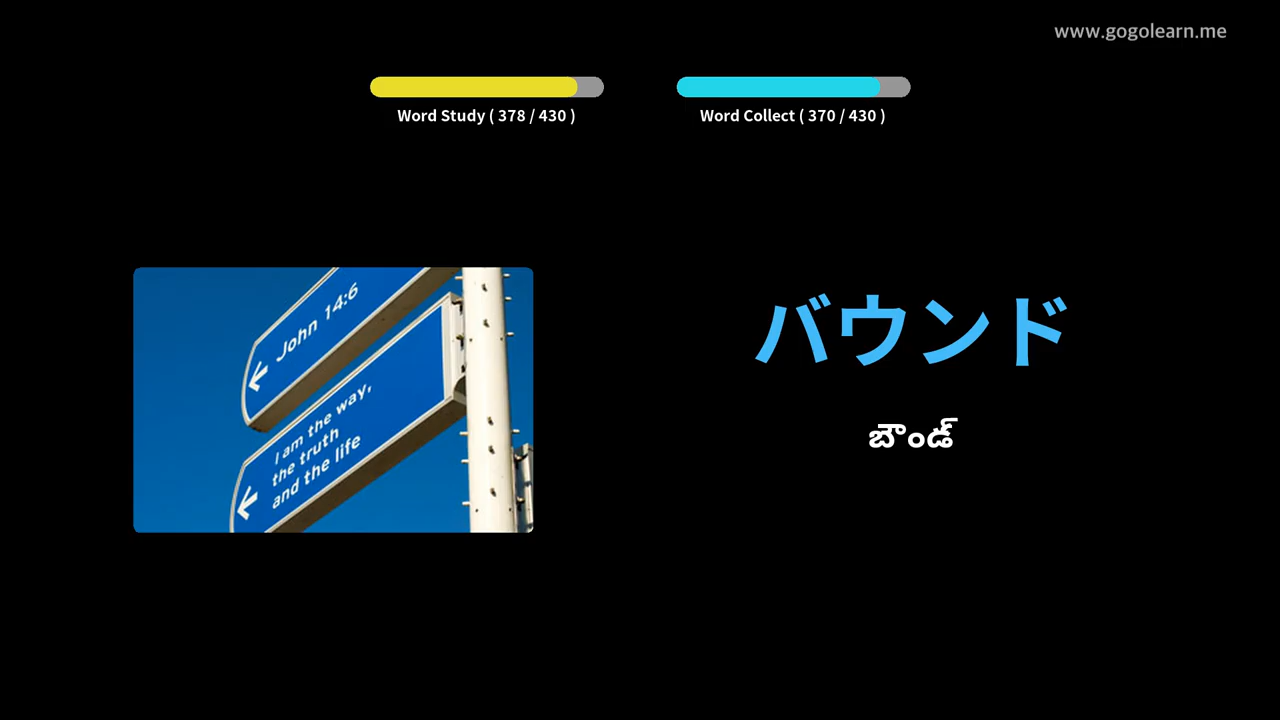 www.gogolearn.me
Word Study ( 378 / 430 )
Word Collect ( 370 / 430 )
John 14:6
I am the way,
the truth
and the life
バウンド
బౌండ్